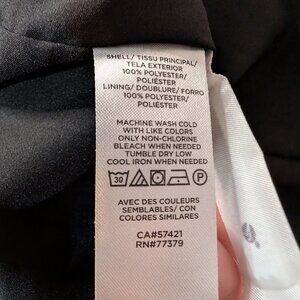 SHELL/ TISSU PRINCIPAL/
TELA EXTERIOR
100% POLYESTER/
POLIÉSTER
LINING/ DOUBLURE/ FORRO
100% POLYESTER/
POLIÉSTER
MACHINE WASH COLD
WITH LIKE COLORS
ONLY NON-CHLORINE
BLEACH WHEN NEEDED
TUMBLE DRY LOW
COOL IRON WHEN NEEDED
30
P
AVEC DES COULEURS
SEMBLABLES/ CON
COLORES SIMILARES
CA#57421
RN#77379